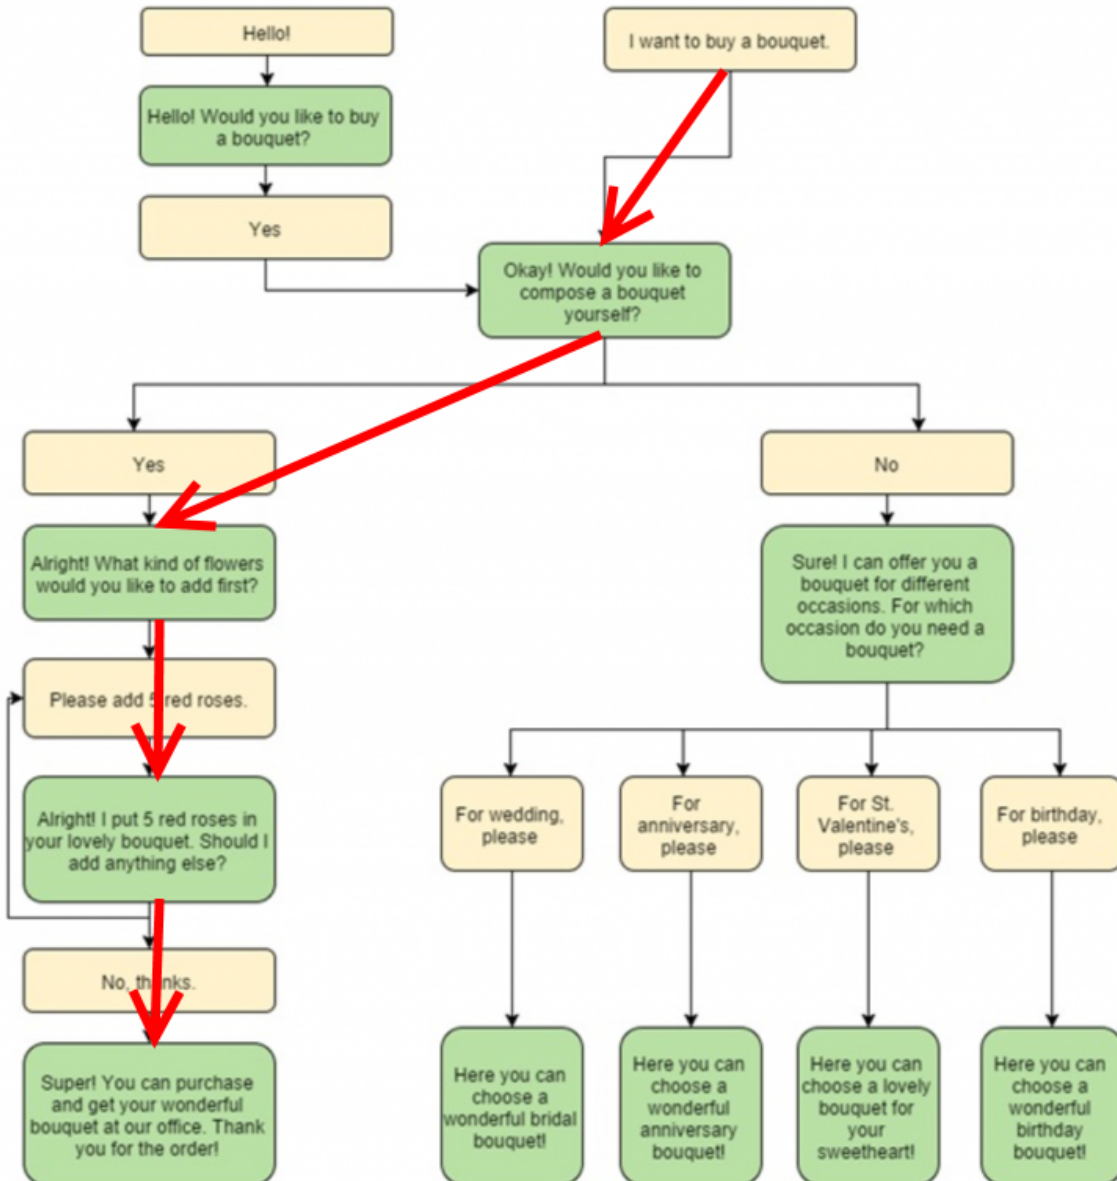 Hello!
I want to buy a bouquet.
Hello! Would you like to buy
a bouquet?
Yes
Okay! Would you like to
compose a bouquet
yourself?
Yes
No
Alright! What kind of flowers
would you like to add first?
Sure! I can offer you a
bouquet for different
occasions. For which
occasion do you need a
bouquet?
Please add 5 red roses.
Alright! I put 5 red roses in
your lovely bouquet. Should I
add anything else?
For wedding,
please
For
anniversary,
please
For St.
Valentine's,
please
For birthday,
please
No, thanks.
Super! You can purchase
and get your wonderful
bouquet at our office. Thank
you for the order!
Here you can
choose a
wonderful bridal
bouquet!
Here you can
choose a
wonderful
anniversary
bouquet!
Here you can
choose a lovely
bouquet for
your
sweetheart!
Here you can
choose a
wonderful
birthday
bouquet!